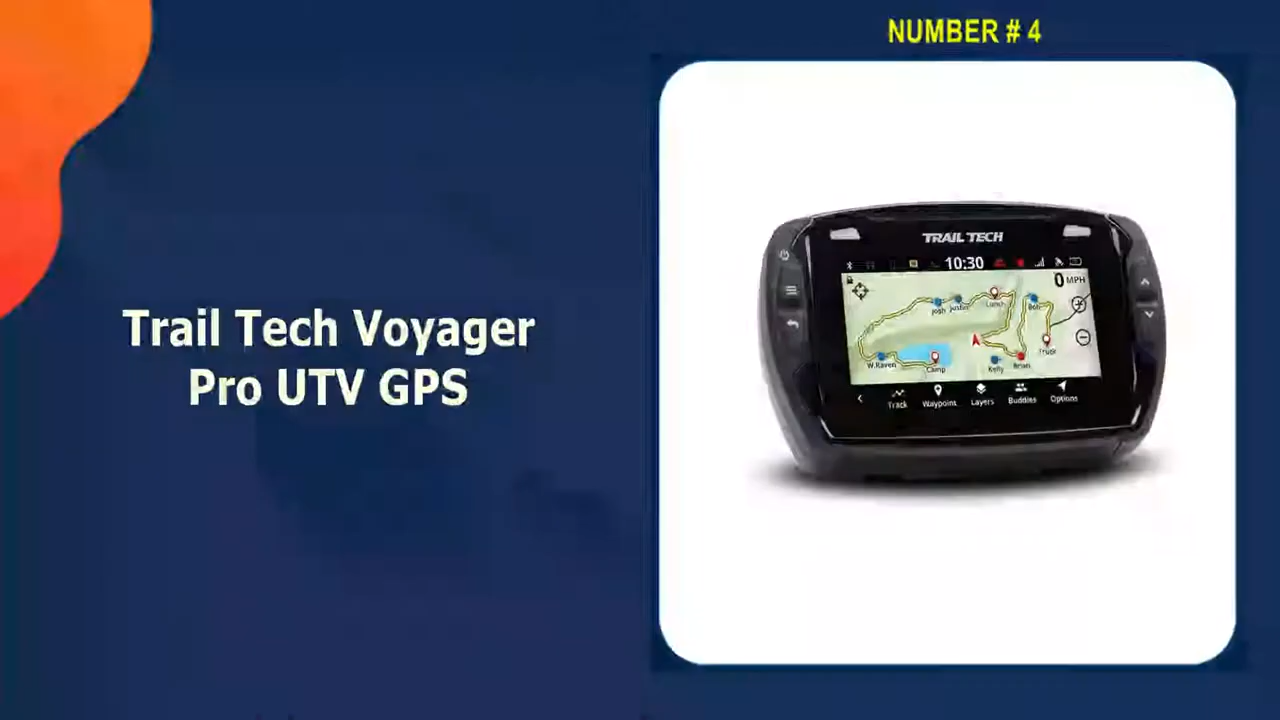 NUMBER # 4
Trail Tech Voyager
Pro UTV GPS
TRAIL TECH
10:30
0 MPH
Josh
Justin
Lunch
Bob
W.Raven
Camp
Kelly
Brian
Truck
Track
Waypoint
Layers
Buddies
Options